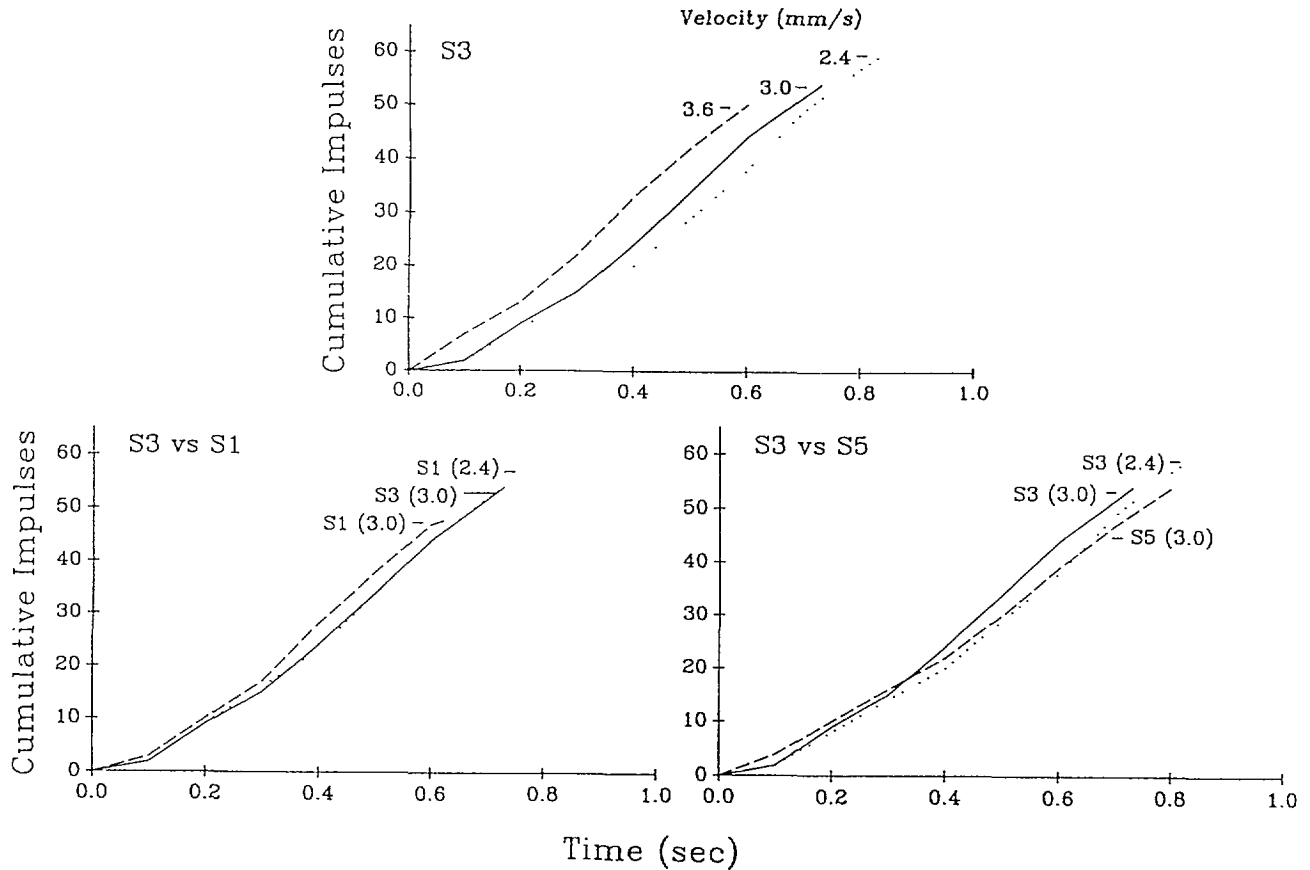 Velocity (mm/s)
S3
Cumulative Impulses
60
50
40
30
20
10
0
2.4
3.0
3.6
0.0 0.2 0.4 0.6 0.8 1.0
S3 vs S1
Cumulative Impulses
60
50
40
30
20
10
0
S1 (2.4)
S3 (3.0)
S1 (3.0)
0.0 0.2 0.4 0.6 0.8 1.0
S3 vs S5
60
50
40
30
20
10
0
S3 (2.4)
S3 (3.0)
S5 (3.0)
0.0 0.2 0.4 0.6 0.8 1.0
Time (sec)